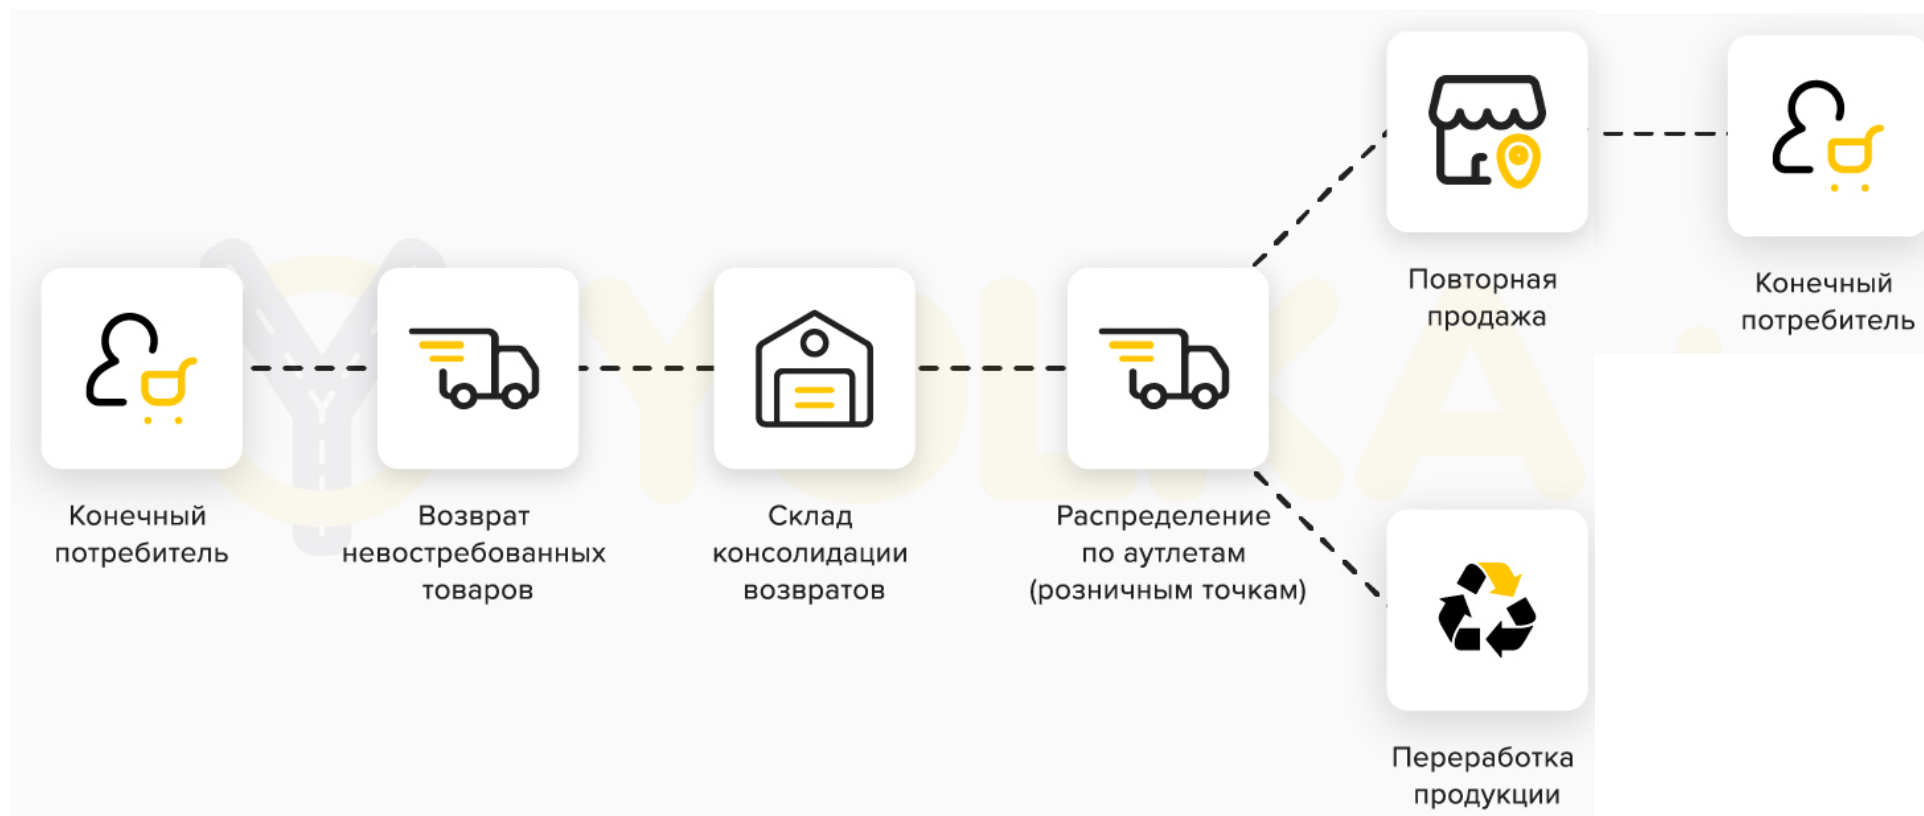 Конечный
потребитель
Возврат
невостребованных
товаров
Склад
консолидации
возвратов
Распределение
по аутлетам
(розничным точкам)
Повторная
продажа
Конечный
потребитель
Переработка
продукции
YOLKA